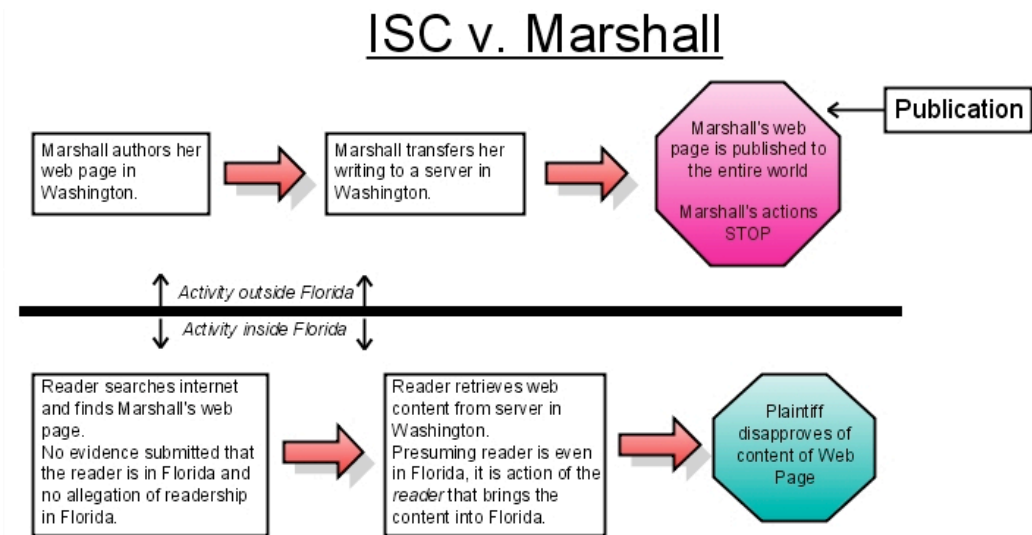 ISC v. Marshall
Marshall authors her
web page in
Washington.
Marshall transfers her
writing to a server in
Washington.
Marshall's web
page is published to
the entire world
Marshall's actions
STOP
Publication
Activity outside Florida
Activity inside Florida
Reader searches internet
and finds Marshall's web
page.
No evidence submitted that
the reader is in Florida and
no allegation of readership
in Florida.
Reader retrieves web
content from server in
Washington.
Presuming reader is even
in Florida, it is action of the
reader that brings the
content into Florida.
Plaintiff
disapproves of
content of Web
Page